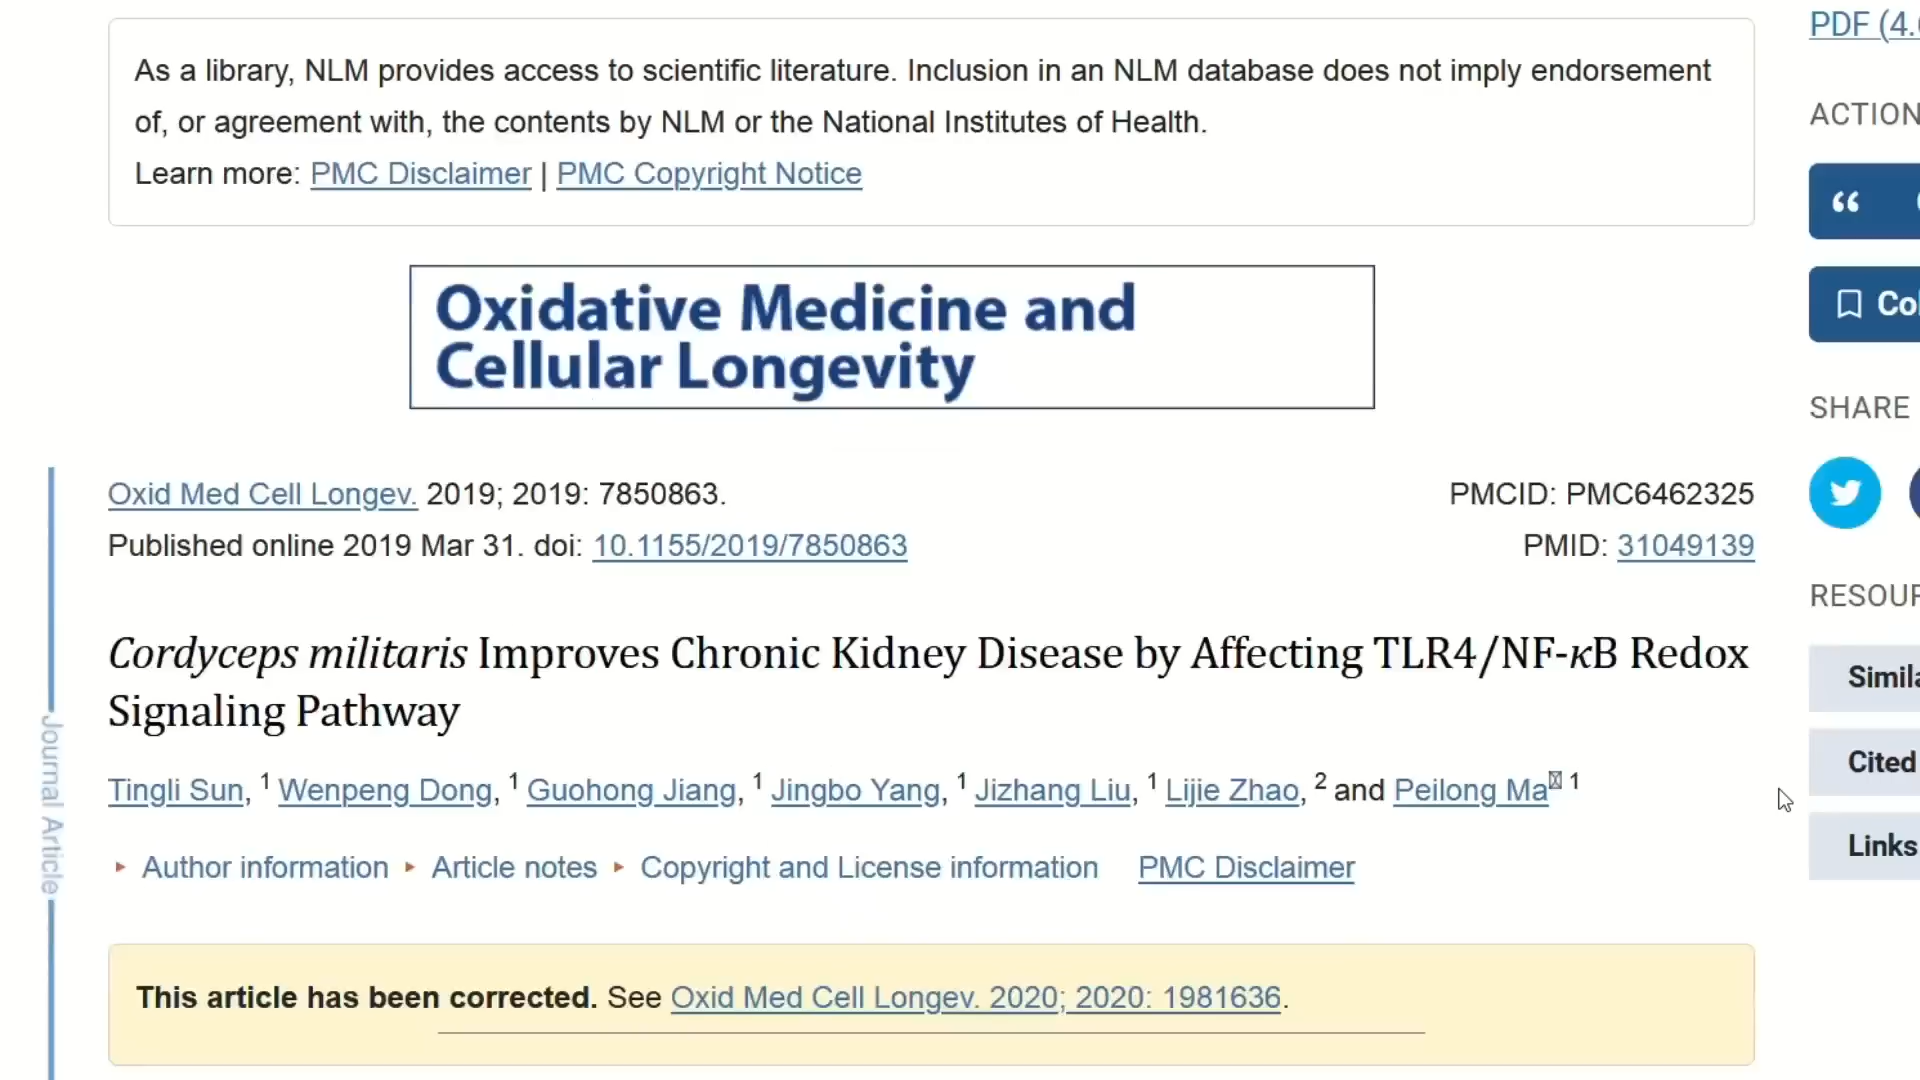 As a library, NLM provides access to scientific literature. Inclusion in an NLM database does not imply endorsement
of, or agreement with, the contents by NLM or the National Institutes of Health.
Learn more: PMC Disclaimer | PMC Copyright Notice
Oxidative Medicine and
Cellular Longevity
Oxid Med Cell Longev. 2019; 2019: 7850863.
PMCID: PMC6462325
Published online 2019 Mar 31. doi: 10.1155/2019/7850863
PMID: 31049139
Cordyceps militaris Improves Chronic Kidney Disease by Affecting TLR4/NF-κB Redox
Signaling Pathway
Tingli Sun, 1 Wenpeng Dong, 1 Guohong Jiang, 1 Jingbo Yang, 1 Jizhang Liu, 1 Lijie Zhao, 2 and Peilong Ma 1
Author information Article notes Copyright and License information PMC Disclaimer
This article has been corrected. See Oxid Med Cell Longev. 2020; 2020: 1981636.
Journal Article
PDF (4.
ACTION
“
Col
SHARE
RESOUR
Simila
Cited
Links